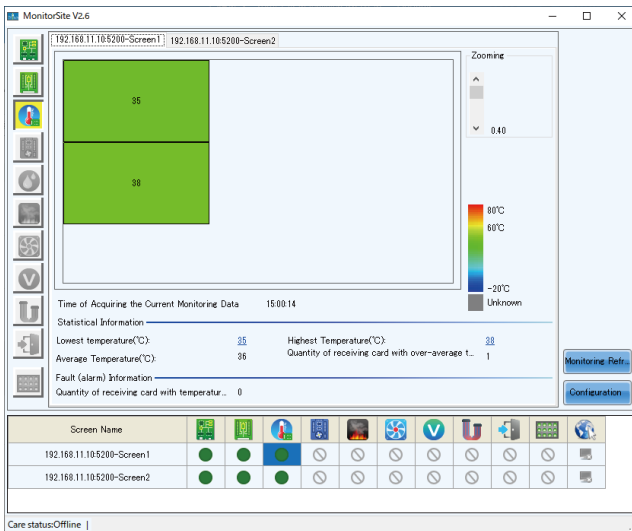 MonitorSite V2.6
192.168.11.10:5200-Screen1 192.168.11.10:5200-Screen2
Zooming
35
0.40
38
80℃
60℃
-20℃
Unknown
Time of Acquiring the Current Monitoring Data 15:00:14
Statistical Information
Lowest temperature(℃): 35 Highest Temperature(℃): 38
Average Temperature(℃): 36 Quantity of receiving card with over-average t... 1
Monitoring Refr...
Fault (alarm) Information
Quantity of receiving card with temperatur... 0
Configuration
Screen Name
192.168.11.10:5200-Screen1
192.168.11.10:5200-Screen2
Care status:Offline